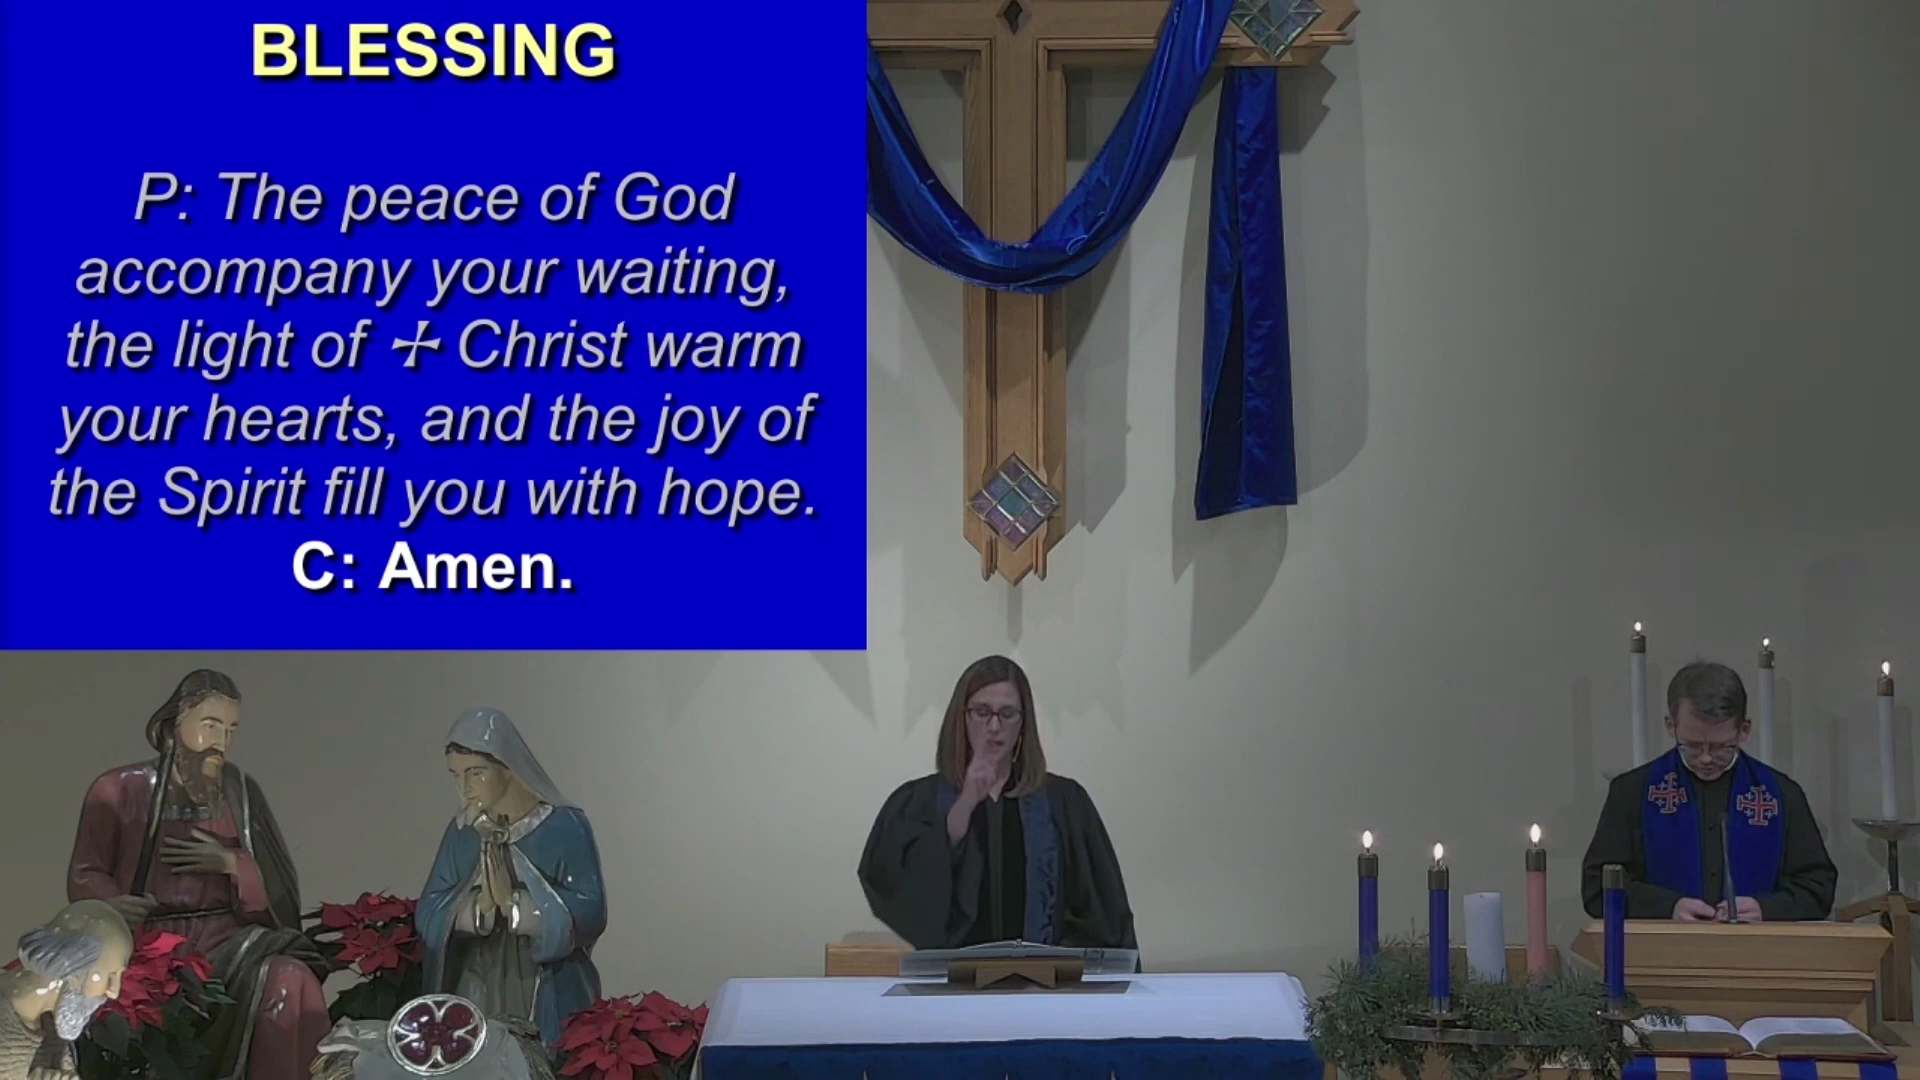 BLESSING
P: The peace of God
accompany your waiting,
the light of ✢ Christ warm
your hearts, and the joy of
the Spirit fill you with hope.
C: Amen.